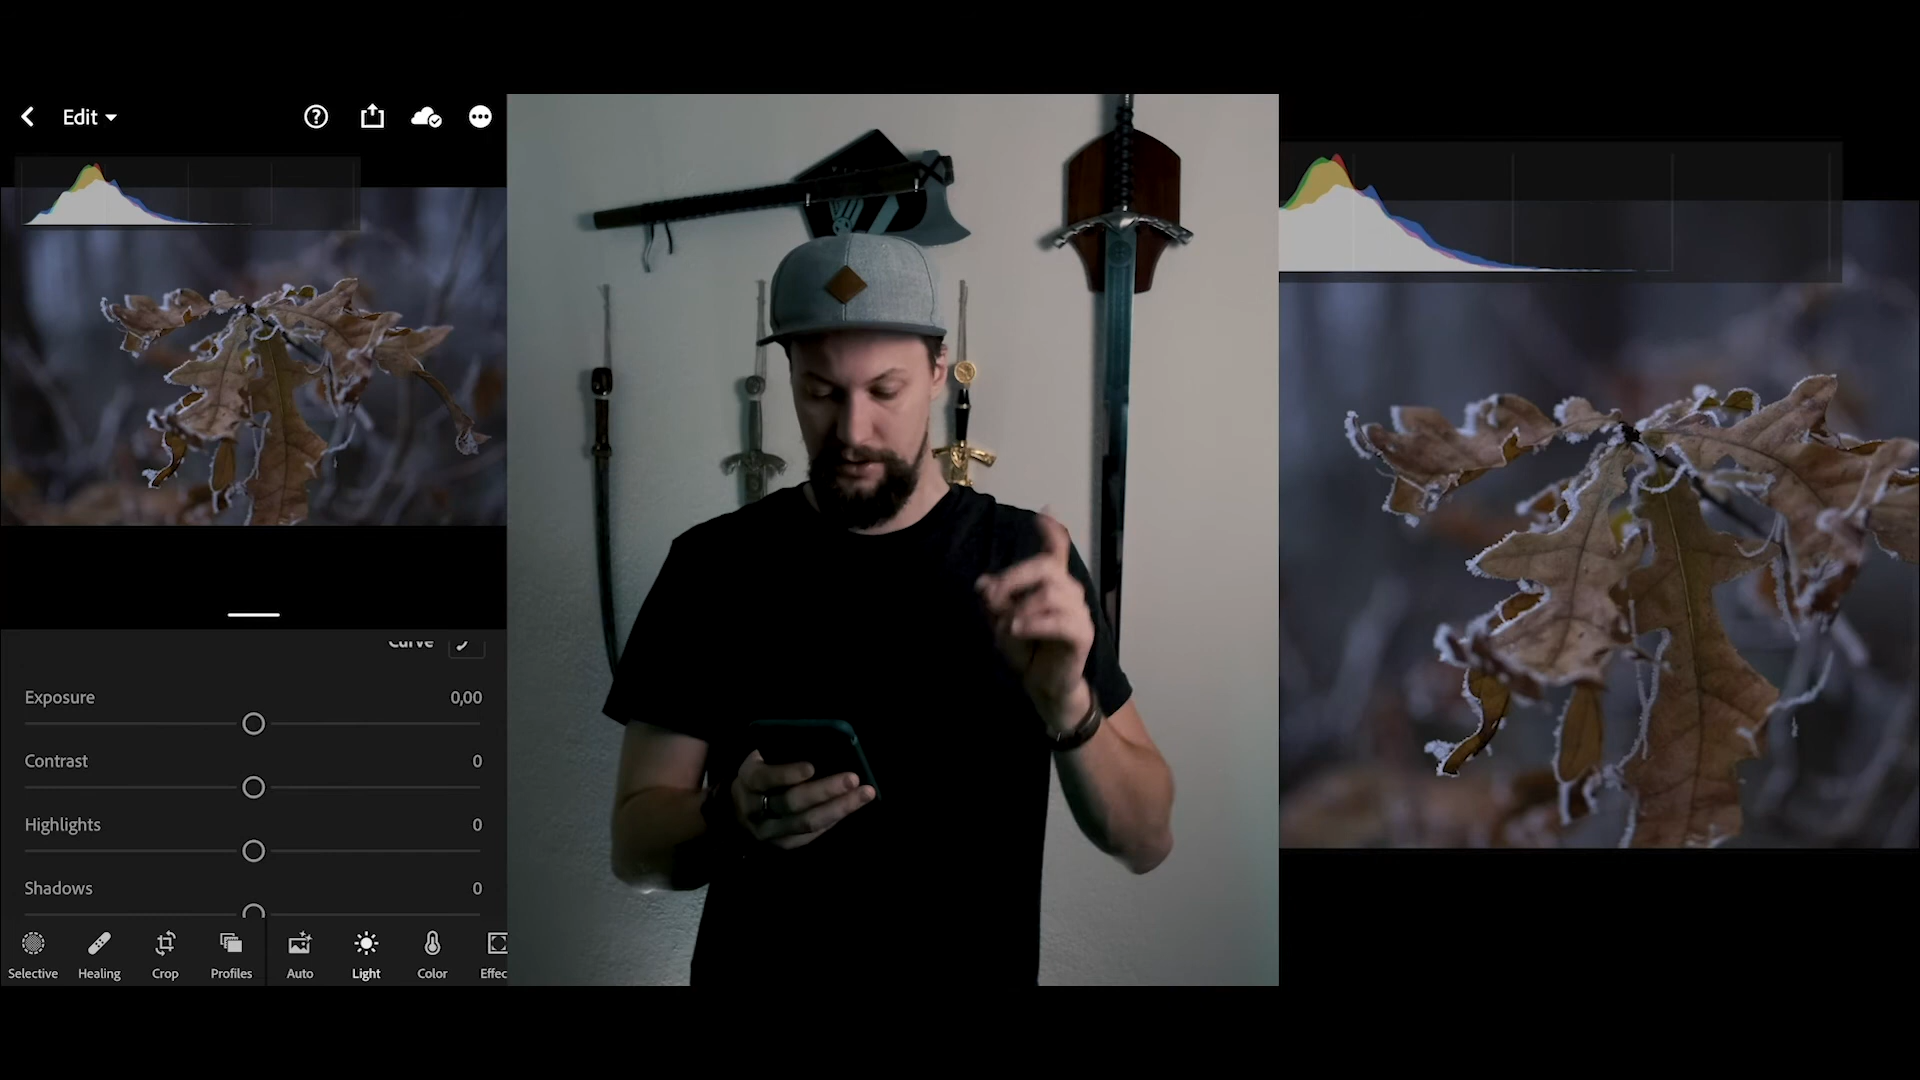 Edit
Curve
Exposure 0,00
Contrast 0
Highlights 0
Shadows 0
Selective Healing Crop Profiles Auto Light Color Effec